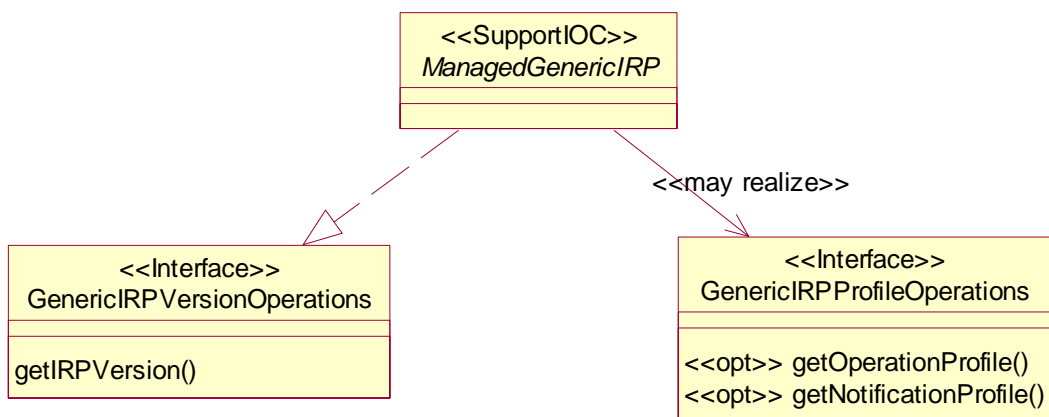 <<SupportIOC>>
ManagedGenericIRP
<<may realize>>
<<Interface>>
GenericIRPVersionOperations
getIRPVersion()
<<Interface>>
GenericIRPProfileOperations
<<opt>> getOperationProfile()
<<opt>> getNotificationProfile()